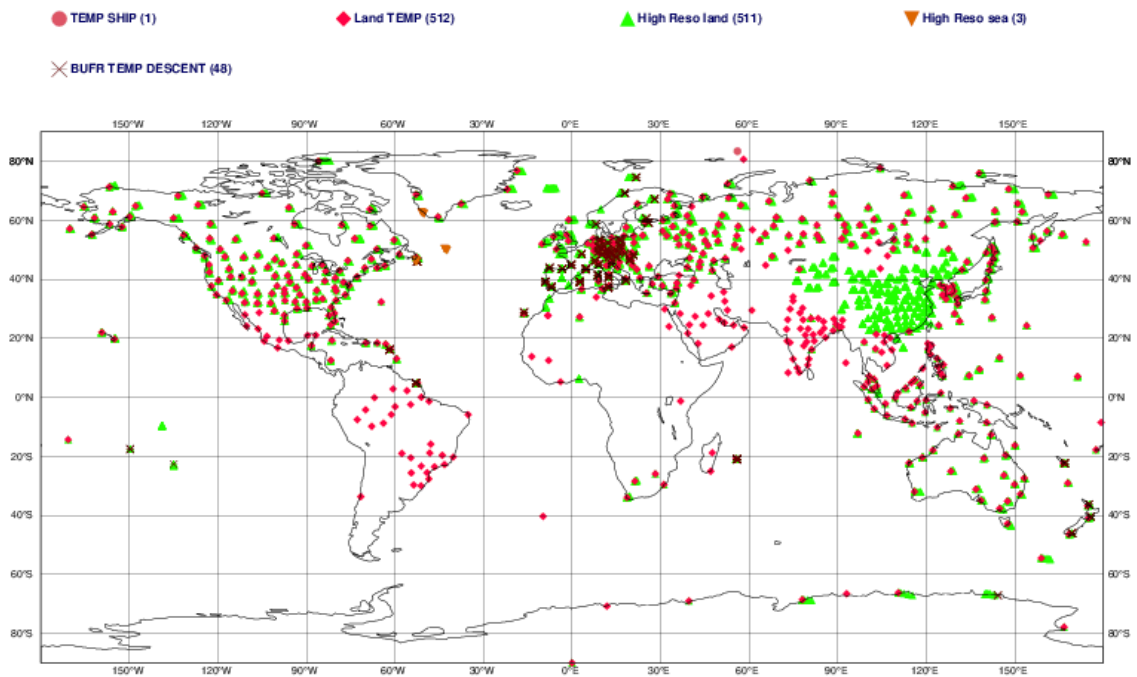 TEMP SHIP (1) Land TEMP (512) High Reso land (511) High Reso sea (3)
BUFR TEMP DESCENT (48)
150°W 120°W 90°W 60°W 30°W 0°E 30°E 60°E 90°E 120°E 150°E
80°N 80°N
60°N 60°N
40°N 40°N
20°N 20°N
0°N 0°N
20°S 20°S
40°S 40°S
60°S 60°S
80°S 80°S
150°W 120°W 90°W 60°W 30°W 0°E 30°E 60°E 90°E 120°E 150°E